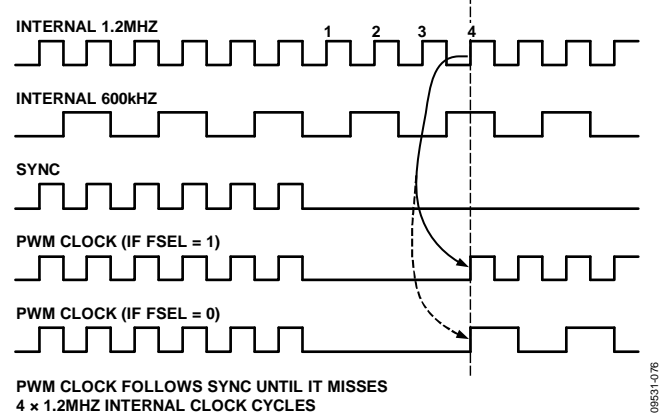 INTERNAL 1.2MHZ
1 2 3 4
INTERNAL 600kHZ
SYNC
PWM CLOCK (IF FSEL = 1)
PWM CLOCK (IF FSEL = 0)
PWM CLOCK FOLLOWS SYNC UNTIL IT MISSES
4 × 1.2MHZ INTERNAL CLOCK CYCLES
09531-076